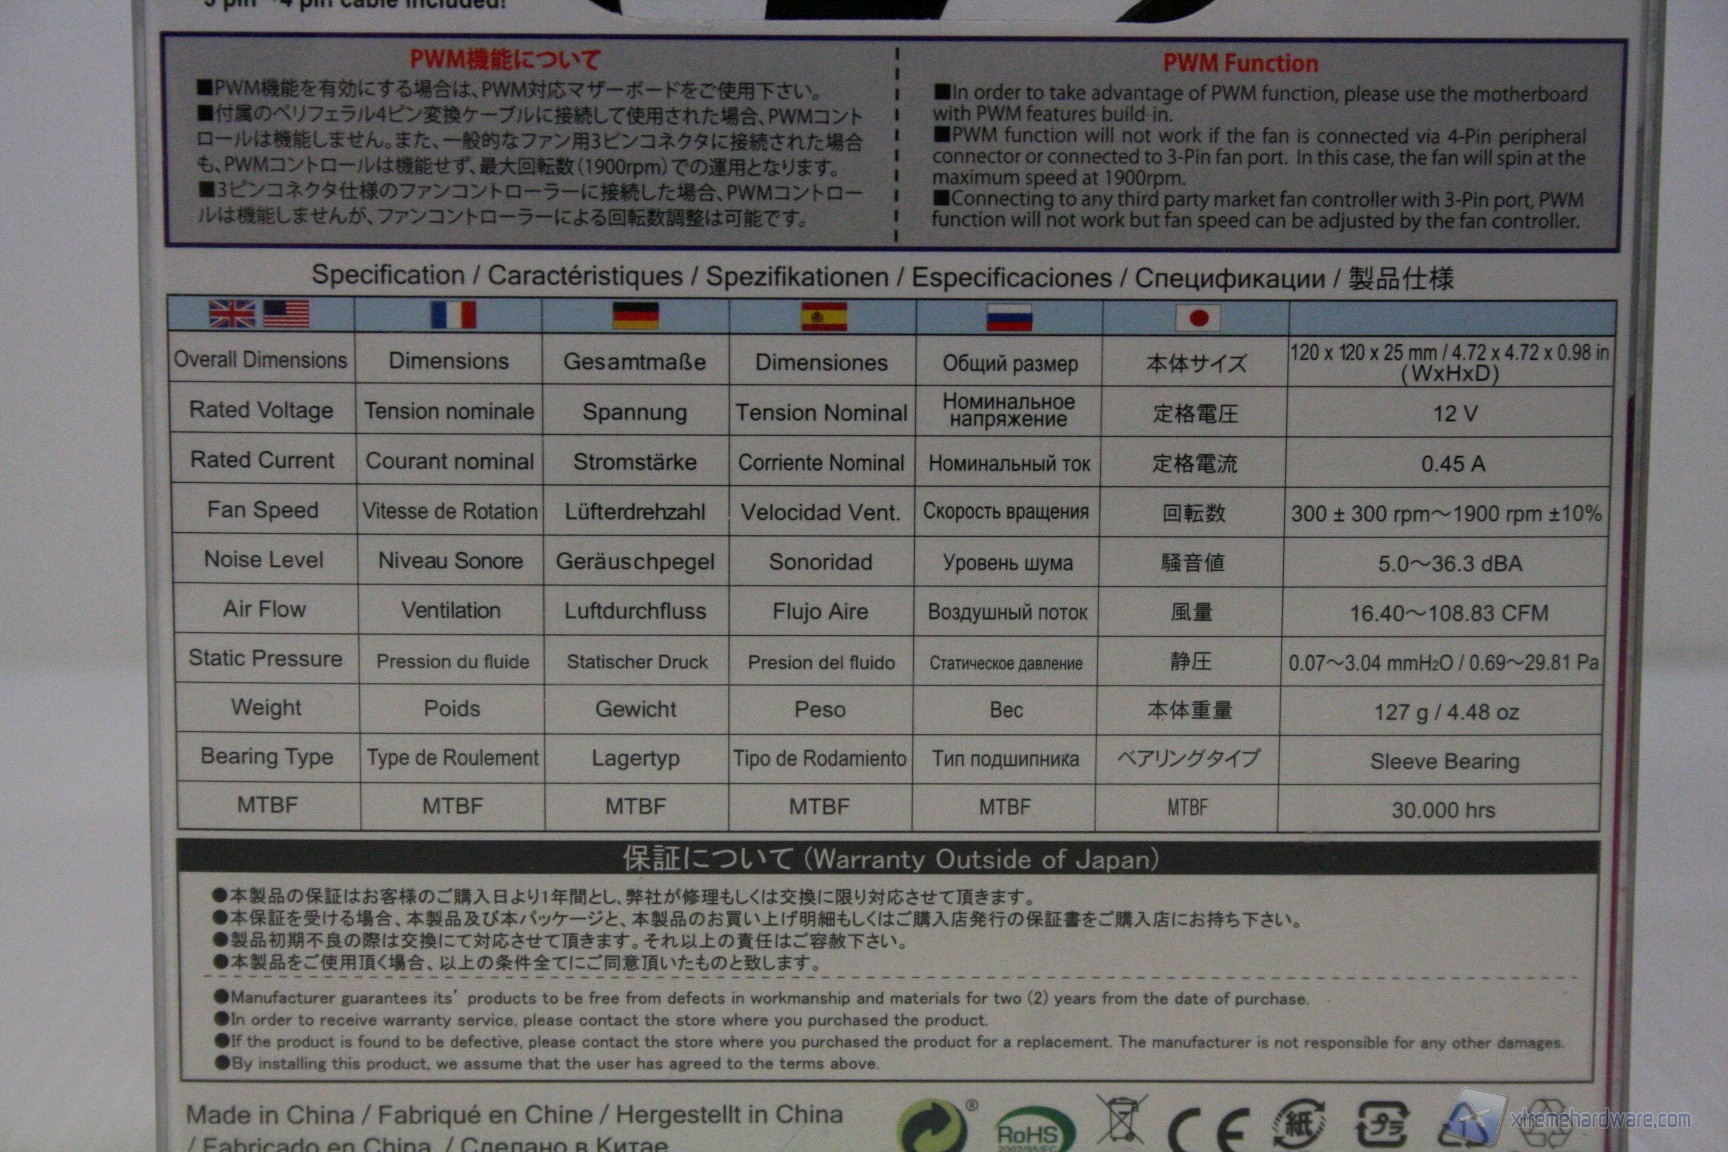 3 pin 4 pin cable included!
PWM機能について
■PWM機能を有効にする場合は、PWM対応マザーボードをご使用下さい。
■付属のペリフェラル4ピン変換ケーブルに接続して使用された場合、PWMコント
ロールは機能しません。また、一般的なファン用3ピンコネクタに接続された場合
も、PWMコントロールは機能せず、最大回転数(1900rpm)での運用となります。
■3ピンコネクタ仕様のファンコントローラーに接続した場合、PWMコントロー
ルは機能しませんが、ファンコントローラーによる回転数調整は可能です。
PWM Function
■In order to take advantage of PWM function, please use the motherboard
with PWM features build-in.
■PWM function will not work if the fan is connected via 4-Pin peripheral
connector or connected to 3-Pin fan port. In this case, the fan will spin at the
maximum speed at 1900rpm.
■Connecting to any third party market fan controller with 3-Pin port, PWM
function will not work but fan speed can be adjusted by the fan controller.
Specification / Caractéristiques / Spezifikationen / Especificaciones / Спецификации / 製品仕様
Overall Dimensions Dimensions Gesamtmaße Dimensiones Общий размер 本体サイズ 120 x 120 x 25 mm / 4.72 x 4.72 x 0.98 in
(WxHxD)
Rated Voltage Tension nominale Spannung Tension Nominal Номинальное напряжение 定格電圧 12 V
Rated Current Courant nominal Stromstärke Corriente Nominal Номинальный ток 定格電流 0.45 A
Fan Speed Vitesse de Rotation Lüfterdrehzahl Velocidad Vent. Скорость вращения 回転数 300 ± 300 rpm～1900 rpm ±10%
Noise Level Niveau Sonore Geräuschpegel Sonoridad Уровень шума 騒音値 5.0～36.3 dBA
Air Flow Ventilation Luftdurchfluss Flujo Aire Воздушный поток 風量 16.40～108.83 CFM
Static Pressure Pression du fluide Statischer Druck Presion del fluido Статическое давление 静圧 0.07～3.04 mmH2O / 0.69～29.81 Pa
Weight Poids Gewicht Peso Вес 本体重量 127 g / 4.48 oz
Bearing Type Type de Roulement Lagertyp Tipo de Rodamiento Тип подшипника ベアリングタイプ Sleeve Bearing
MTBF MTBF MTBF MTBF MTBF MTBF 30.000 hrs
保証について (Warranty Outside of Japan)
●本製品の保証はお客様のご購入日より1年間とし、弊社が修理もしくは交換に限り対応させて頂きます。
●本保証を受ける場合、本製品及び本パッケージと、本製品のお買い上げ明細もしくはご購入店発行の保証書をご購入店にお持ち下さい。
●製品初期不良の際は交換にて対応させて頂きます。それ以上の責任はご容赦下さい。
●本製品をご使用頂く場合、以上の条件全てにご同意頂いたものと致します。
●Manufacturer guarantees its' products to be free from defects in workmanship and materials for two (2) years from the date of purchase.
●In order to receive warranty service, please contact the store where you purchased the product.
●If the product is found to be defective, please contact the store where you purchased the product for a replacement. The manufacturer is not responsible for any other damages.
●By installing this product, we assume that the user has agreed to the terms above.
Made in China / Fabriqué en Chine / Hergestellt in China
/ Fabricado en China / Сделано в Китае
® RoHS CE 紙 プラ
2002/95/EC
xtremehardware.com